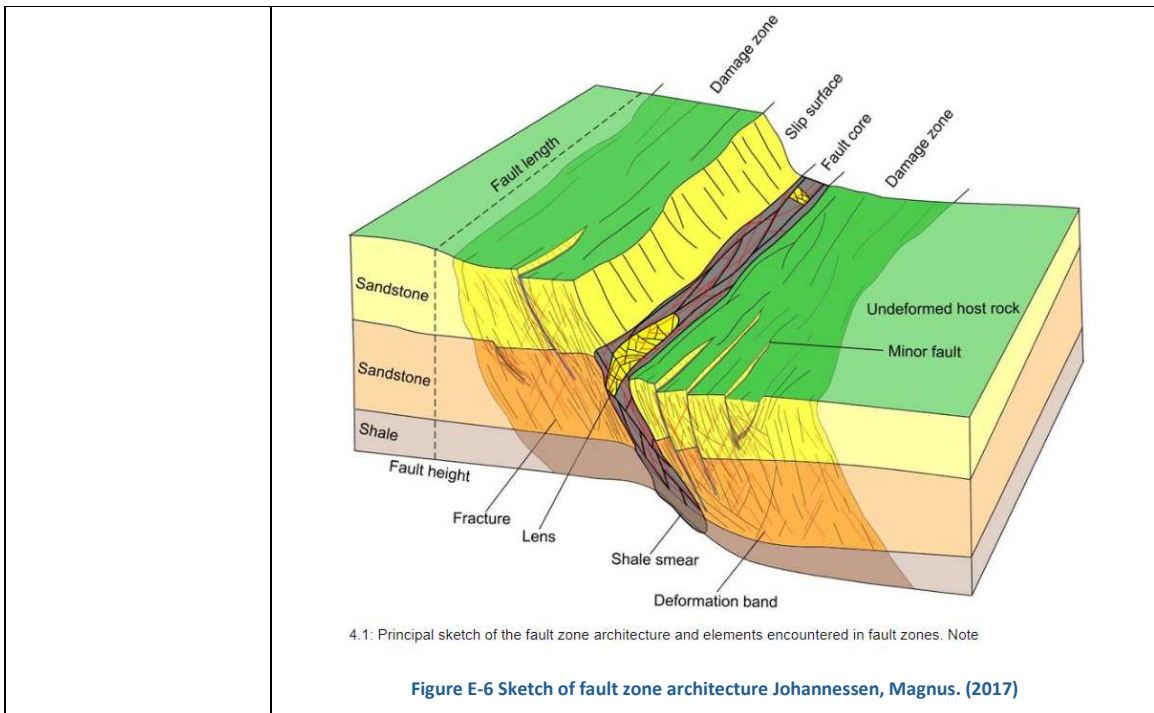 Damage zone
Slip surface
Fault core
Damage zone
Fault length
Sandstone
Undeformed host rock
Minor fault
Sandstone
Shale
Fault height
Fracture
Lens
Shale smear
Deformation band
4.1: Principal sketch of the fault zone architecture and elements encountered in fault zones. Note
Figure E-6 Sketch of fault zone architecture Johannessen, Magnus. (2017)